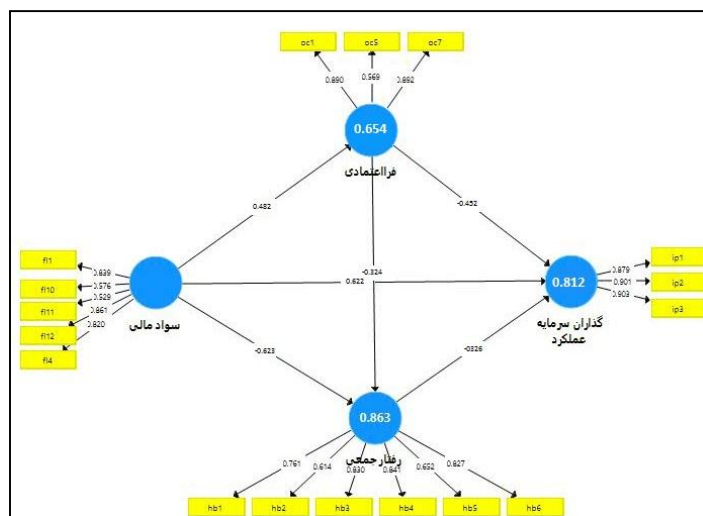 oc1 oc5 oc7
0.890 0.569 0.892
0.654
فرااعتمادی
0.482 -0.452
fl1
fl10
fl11
fl12
fl4
0.839
0.576
0.529
0.861
0.820
سواد مالی
-0.324
0.622
0.812
گذاران سرمایه
عملکرد
0.879
0.901
0.903
ip1
ip2
ip3
-0.623 -0326
0.863
رفتار جمعی
0.761 0.614 0.830 0.841 0.652 0.827
hb1 hb2 hb3 hb4 hb5 hb6